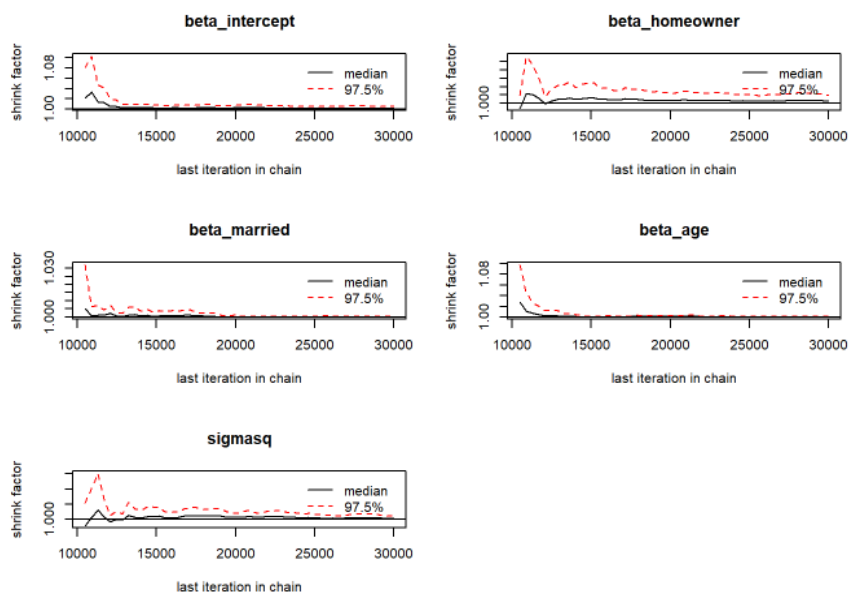 beta_intercept
shrink factor
1.00 1.08
median
97.5%
10000 15000 20000 25000 30000
last iteration in chain
beta_homeowner
shrink factor
1.000
median
97.5%
10000 15000 20000 25000 30000
last iteration in chain
beta_married
shrink factor
1.000 1.030
median
97.5%
10000 15000 20000 25000 30000
last iteration in chain
beta_age
shrink factor
1.00 1.08
median
97.5%
10000 15000 20000 25000 30000
last iteration in chain
sigmasq
shrink factor
1.000
median
97.5%
10000 15000 20000 25000 30000
last iteration in chain